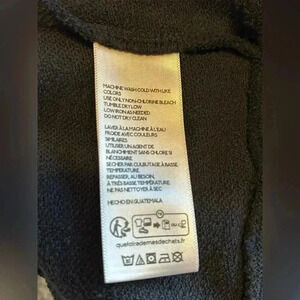 MACHINE WASH COLD WITH LIKE
COLORS
USE ONLY NON-CHLORINE BLEACH
TUMBLE DRY LOW
LOW IRON AS NEEDED
DO NOT DRY CLEAN
LAVER À LA MACHINE À L'EAU
FROIDE AVEC COULEURS
SIMILAIRES
UTILISER UN AGENT DE
BLANCHIMENT SANS CHLORE SI
NÉCESSAIRE
SECHER PAR CULBUTAGE À BASSE
TEMPERATURE
REPASSER, AU BESOIN,
À TRÈS BASSE TEMPÉRATURE
NE PAS NETTOYER À SEC
HECHO EN GUATEMALA
FR
quefairedemesdechets.fr